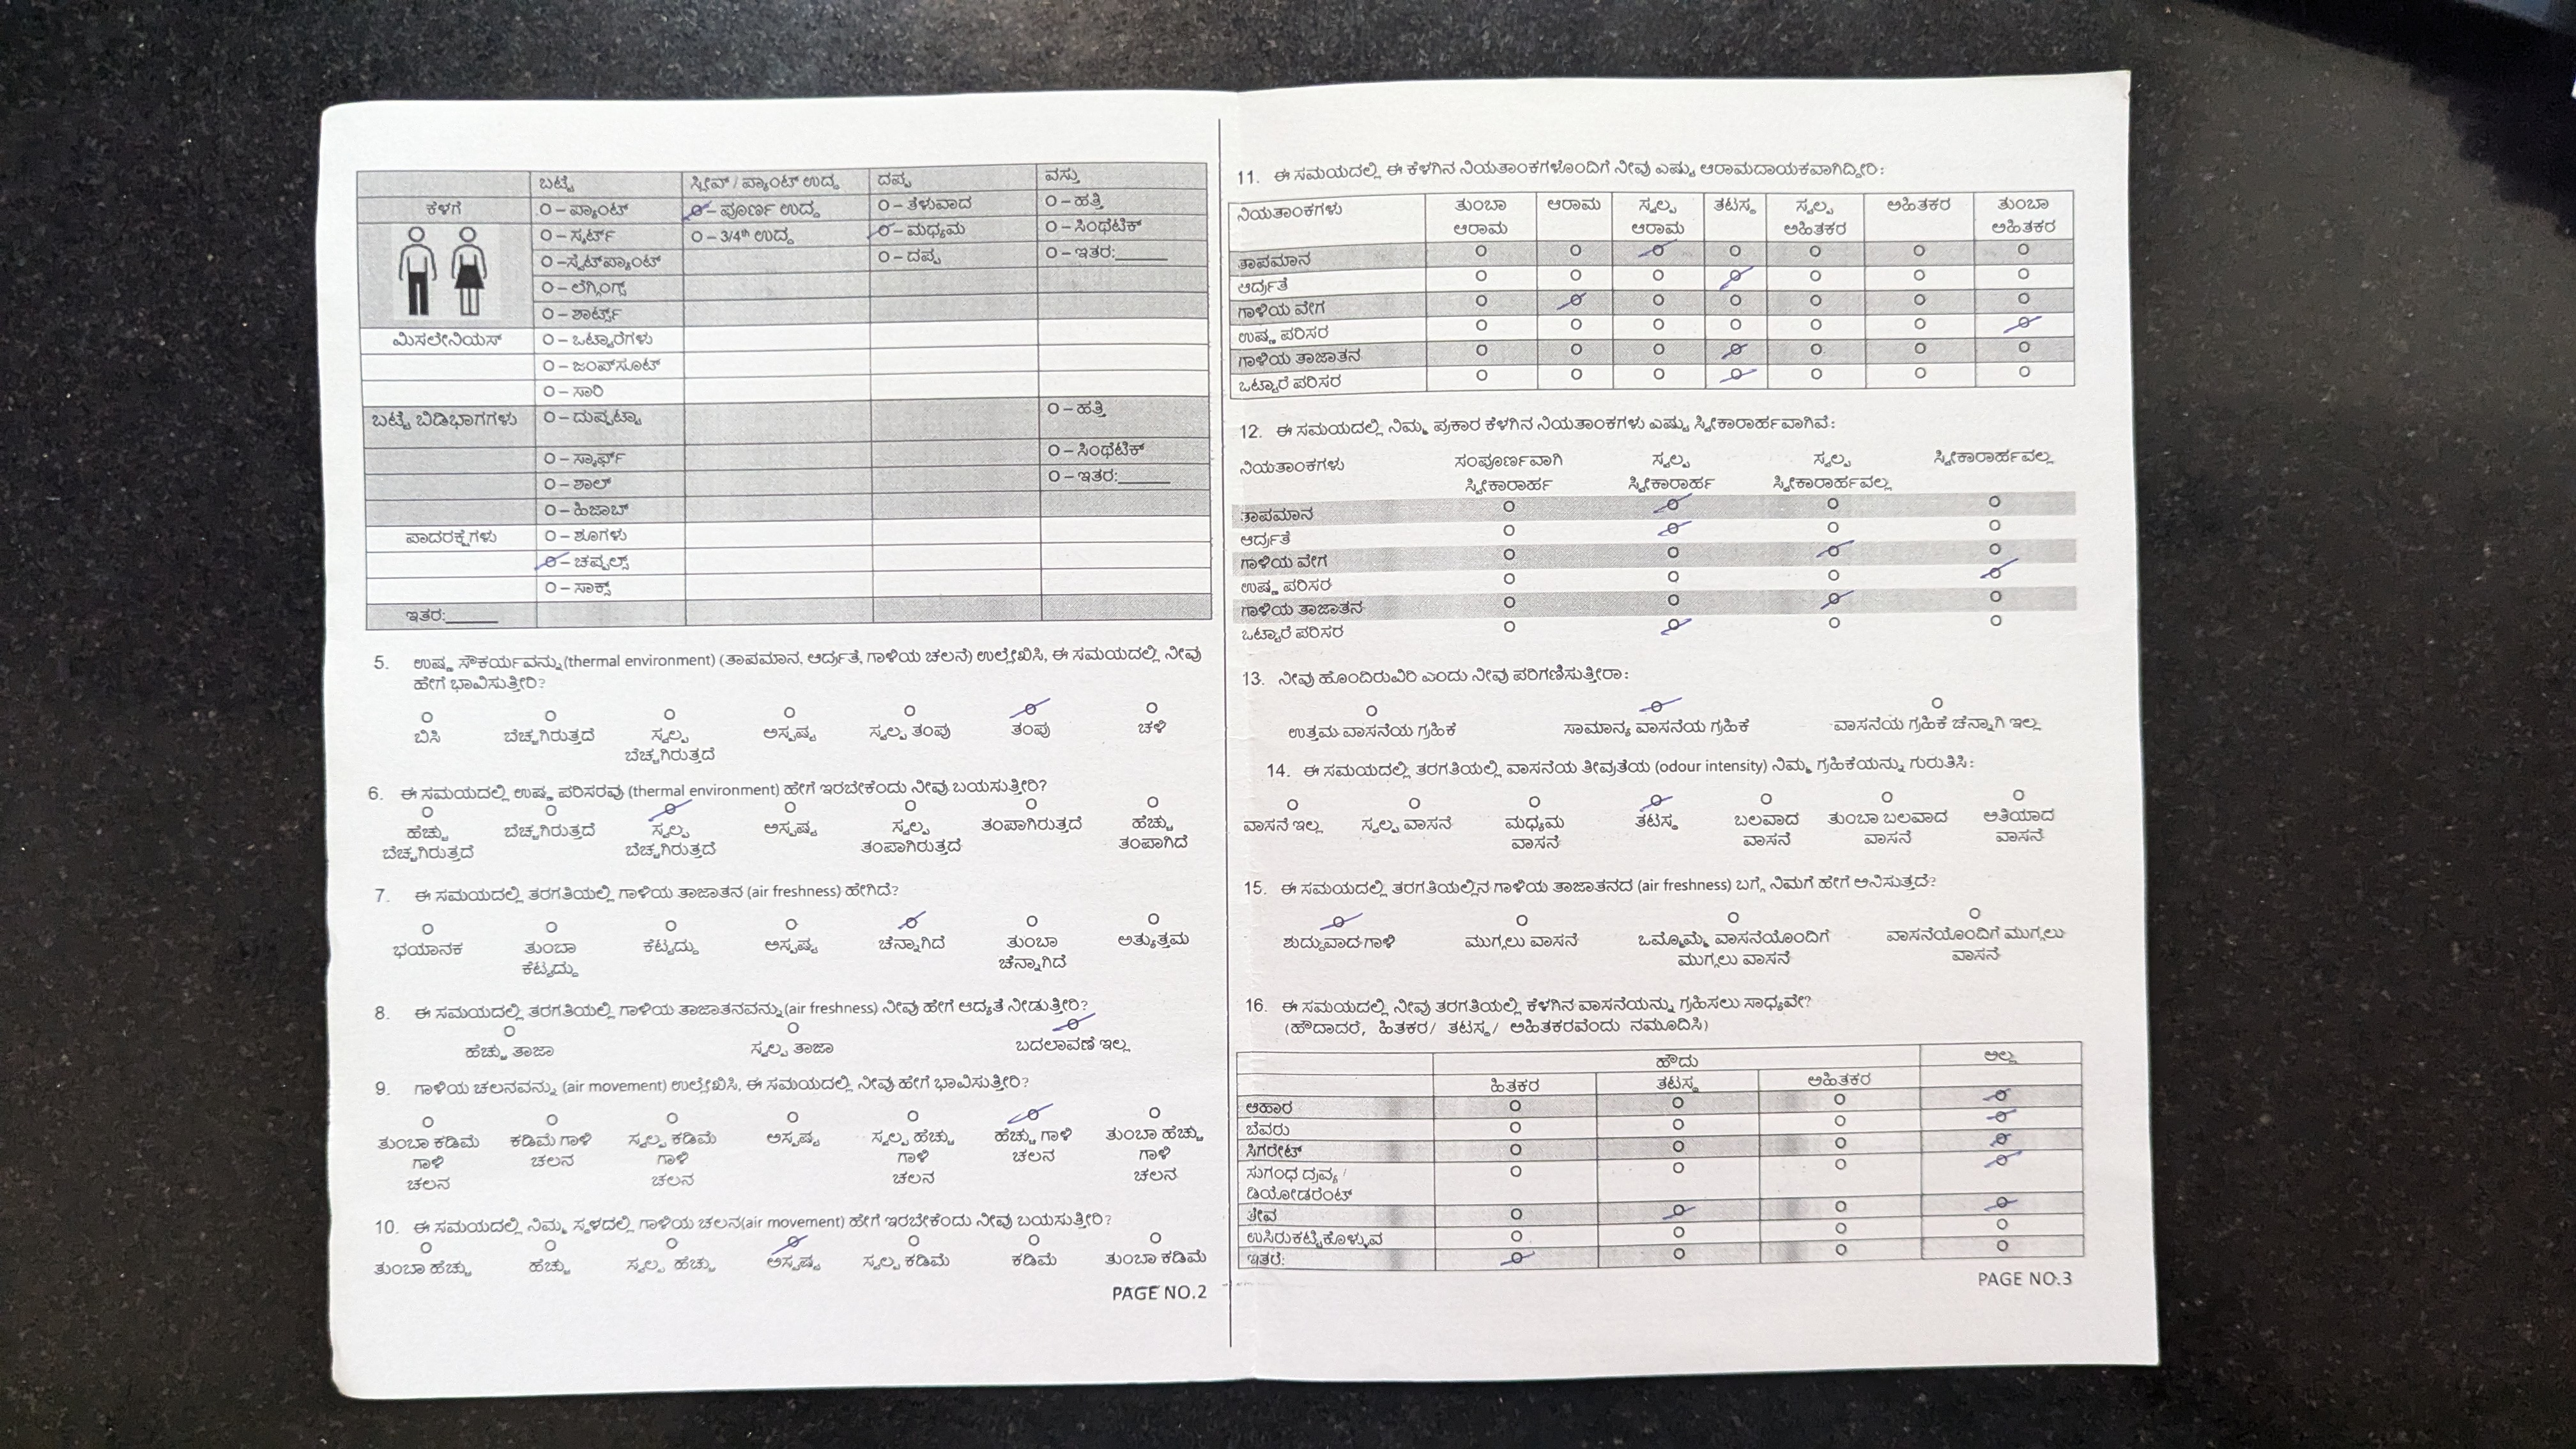 ಬಟ್ಟೆ ಸ್ಲೀವ್ / ಪ್ಯಾಂಟ್ ಉದ್ದ ದಪ್ಪ ವಸ್ತು
ಕೆಳಗೆ O – ಪ್ಯಾಂಟ್ O – ಪೂರ್ಣ ಉದ್ದ O – ತೆಳುವಾದ O – ಹತ್ತಿ
O – ಸ್ಕರ್ಟ್ O – 3/4th ಉದ್ದ O – ಮಧ್ಯಮ O – ಸಿಂಥೆಟಿಕ್
O –ಸ್ವೆಟ್‌ಪ್ಯಾಂಟ್ O – ದಪ್ಪ O – ಇತರ:______
O – ಲೆಗ್ಗಿಂಗ್ಸ್
O – ಶಾರ್ಟ್ಸ್
ಮಿಸಲೇನಿಯಸ್ O – ಒಟ್ಟಾರೆಗಳು
O – ಜಂಪ್‌ಸೂಟ್
O – ಸಾರಿ
ಬಟ್ಟೆ ಬಿಡಿಭಾಗಗಳು O – ದುಪ್ಪಟ್ಟಾ O – ಹತ್ತಿ
O – ಸ್ಕಾರ್ಫ್ O – ಸಿಂಥೆಟಿಕ್
O – ಶಾಲ್ O – ಇತರ:______
O – ಹಿಜಾಬ್
ಪಾದರಕ್ಷೆಗಳು O – ಶೂಗಳು
O – ಚಪ್ಪಲ್ಸ್
O – ಸಾಕ್ಸ್
ಇತರ:______
5. ಉಷ್ಣ ಸೌಕರ್ಯವನ್ನು(thermal environment) (ತಾಪಮಾನ, ಆರ್ದ್ರತೆ, ಗಾಳಿಯ ಚಲನೆ) ಉಲ್ಲೇಖಿಸಿ, ಈ ಸಮಯದಲ್ಲಿ ನೀವು
ಹೇಗೆ ಭಾವಿಸುತ್ತೀರಿ?
ಬಿಸಿ ಬೆಚ್ಚಗಿರುತ್ತದೆ ಸ್ವಲ್ಪ ಅಸ್ಪಷ್ಟ ಸ್ವಲ್ಪ ತಂಪು ತಂಪು ಚಳಿ
ಬೆಚ್ಚಗಿರುತ್ತದೆ
6. ಈ ಸಮಯದಲ್ಲಿ ಉಷ್ಣ ಪರಿಸರವು (thermal environment) ಹೇಗೆ ಇರಬೇಕೆಂದು ನೀವು ಬಯಸುತ್ತೀರಿ?
ಹೆಚ್ಚು ಬೆಚ್ಚಗಿರುತ್ತದೆ ಸ್ವಲ್ಪ ಅಸ್ಪಷ್ಟ ಸ್ವಲ್ಪ ತಂಪಾಗಿರುತ್ತದೆ ಹೆಚ್ಚು
ಬೆಚ್ಚಗಿರುತ್ತದೆ ಬೆಚ್ಚಗಿರುತ್ತದೆ ತಂಪಾಗಿರುತ್ತದೆ ತಂಪಾಗಿದೆ
7. ಈ ಸಮಯದಲ್ಲಿ ತರಗತಿಯಲ್ಲಿ ಗಾಳಿಯ ತಾಜಾತನ (air freshness) ಹೇಗಿದೆ?
ಭಯಾನಕ ತುಂಬಾ ಕೆಟ್ಟದ್ದು ಅಸ್ಪಷ್ಟ ಚೆನ್ನಾಗಿದೆ ತುಂಬಾ ಅತ್ಯುತ್ತಮ
ಕೆಟ್ಟದ್ದು ಚೆನ್ನಾಗಿದೆ
8. ಈ ಸಮಯದಲ್ಲಿ ತರಗತಿಯಲ್ಲಿ ಗಾಳಿಯ ತಾಜಾತನವನ್ನು(air freshness) ನೀವು ಹೇಗೆ ಆದ್ಯತೆ ನೀಡುತ್ತೀರಿ?
ಹೆಚ್ಚು ತಾಜಾ ಸ್ವಲ್ಪ ತಾಜಾ ಬದಲಾವಣೆ ಇಲ್ಲ
9. ಗಾಳಿಯ ಚಲನವನ್ನು (air movement) ಉಲ್ಲೇಖಿಸಿ, ಈ ಸಮಯದಲ್ಲಿ ನೀವು ಹೇಗೆ ಭಾವಿಸುತ್ತೀರಿ?
ತುಂಬಾ ಕಡಿಮೆ ಕಡಿಮೆ ಗಾಳಿ ಸ್ವಲ್ಪ ಕಡಿಮೆ ಅಸ್ಪಷ್ಟ ಸ್ವಲ್ಪ ಹೆಚ್ಚು ಹೆಚ್ಚು ಗಾಳಿ ತುಂಬಾ ಹೆಚ್ಚು
ಗಾಳಿ ಚಲನ ಗಾಳಿ ಗಾಳಿ ಚಲನ ಗಾಳಿ
ಚಲನ ಚಲನ ಚಲನ ಚಲನ
10. ಈ ಸಮಯದಲ್ಲಿ ನಿಮ್ಮ ಸ್ಥಳದಲ್ಲಿ ಗಾಳಿಯ ಚಲನ(air movement) ಹೇಗೆ ಇರಬೇಕೆಂದು ನೀವು ಬಯಸುತ್ತೀರಿ?
ತುಂಬಾ ಹೆಚ್ಚು ಹೆಚ್ಚು ಸ್ವಲ್ಪ ಹೆಚ್ಚು ಅಸ್ಪಷ್ಟ ಸ್ವಲ್ಪ ಕಡಿಮೆ ಕಡಿಮೆ ತುಂಬಾ ಕಡಿಮೆ
PAGE NO.2
11. ಈ ಸಮಯದಲ್ಲಿ ಈ ಕೆಳಗಿನ ನಿಯತಾಂಕಗಳೊಂದಿಗೆ ನೀವು ಎಷ್ಟು ಆರಾಮದಾಯಕವಾಗಿದ್ದೀರಿ:
ನಿಯತಾಂಕಗಳು ತುಂಬಾ ಆರಾಮ ಸ್ವಲ್ಪ ತಟಸ್ಥ ಸ್ವಲ್ಪ ಅಹಿತಕರ ತುಂಬಾ
ಆರಾಮ ಆರಾಮ ಅಹಿತಕರ ಅಹಿತಕರ
ತಾಪಮಾನ
ಆರ್ದ್ರತೆ
ಗಾಳಿಯ ವೇಗ
ಉಷ್ಣ ಪರಿಸರ
ಗಾಳಿಯ ತಾಜಾತನ
ಒಟ್ಟಾರೆ ಪರಿಸರ
12. ಈ ಸಮಯದಲ್ಲಿ ನಿಮ್ಮ ಪ್ರಕಾರ ಕೆಳಗಿನ ನಿಯತಾಂಕಗಳು ಎಷ್ಟು ಸ್ವೀಕಾರಾರ್ಹವಾಗಿವೆ:
ನಿಯತಾಂಕಗಳು ಸಂಪೂರ್ಣವಾಗಿ ಸ್ವಲ್ಪ ಸ್ವಲ್ಪ ಸ್ವೀಕಾರಾರ್ಹವಲ್ಲ
ಸ್ವೀಕಾರಾರ್ಹ ಸ್ವೀಕಾರಾರ್ಹ ಸ್ವೀಕಾರಾರ್ಹವಲ್ಲ
ತಾಪಮಾನ
ಆರ್ದ್ರತೆ
ಗಾಳಿಯ ವೇಗ
ಉಷ್ಣ ಪರಿಸರ
ಗಾಳಿಯ ತಾಜಾತನ
ಒಟ್ಟಾರೆ ಪರಿಸರ
13. ನೀವು ಹೊಂದಿರುವಿರಿ ಎಂದು ನೀವು ಪರಿಗಣಿಸುತ್ತೀರಾ:
ಉತ್ತಮ ವಾಸನೆಯ ಗ್ರಹಿಕೆ ಸಾಮಾನ್ಯ ವಾಸನೆಯ ಗ್ರಹಿಕೆ ವಾಸನೆಯ ಗ್ರಹಿಕೆ ಚೆನ್ನಾಗಿ ಇಲ್ಲ
14. ಈ ಸಮಯದಲ್ಲಿ ತರಗತಿಯಲ್ಲಿ ವಾಸನೆಯ ತೀವ್ರತೆಯ (odour intensity) ನಿಮ್ಮ ಗ್ರಹಿಕೆಯನ್ನು ಗುರುತಿಸಿ:
ವಾಸನೆ ಇಲ್ಲ ಸ್ವಲ್ಪ ವಾಸನೆ ಮಧ್ಯಮ ತಟಸ್ಥ ಬಲವಾದ ತುಂಬಾ ಬಲವಾದ ಅತಿಯಾದ
ವಾಸನೆ ವಾಸನೆ ವಾಸನೆ ವಾಸನೆ
15. ಈ ಸಮಯದಲ್ಲಿ ತರಗತಿಯಲ್ಲಿನ ಗಾಳಿಯ ತಾಜಾತನದ (air freshness) ಬಗ್ಗೆ ನಿಮಗೆ ಹೇಗೆ ಅನಿಸುತ್ತದೆ?
ಶುದ್ಧುವಾದ ಗಾಳಿ ಮುಗ್ಗಲು ವಾಸನೆ ಒಮ್ಮೊಮ್ಮೆ ವಾಸನೆಯೊಂದಿಗೆ ವಾಸನೆಯೊಂದಿಗೆ ಮುಗ್ಗಲು
ಮುಗ್ಗಲು ವಾಸನೆ ವಾಸನೆ
16. ಈ ಸಮಯದಲ್ಲಿ ನೀವು ತರಗತಿಯಲ್ಲಿ ಕೆಳಗಿನ ವಾಸನೆಯನ್ನು ಗ್ರಹಿಸಲು ಸಾಧ್ಯವೇ?
(ಹೌದಾದರೆ, ಹಿತಕರ/ ತಟಸ್ಥ/ ಅಹಿತಕರವೆಂದು ನಮೂದಿಸಿ)
ಹೌದು ಅಲ್ಲ
ಹಿತಕರ ತಟಸ್ಥ ಅಹಿತಕರ
ಆಹಾರ
ಬೆವರು
ಸಿಗರೇಟ್
ಸುಗಂಧ ದ್ರವ್ಯ/
ಡಿಯೋಡರೆಂಟ್
ತೇವ
ಉಸಿರುಕಟ್ಟಿಕೊಳ್ಳುವ
ಇತರೆ:
PAGE NO.3